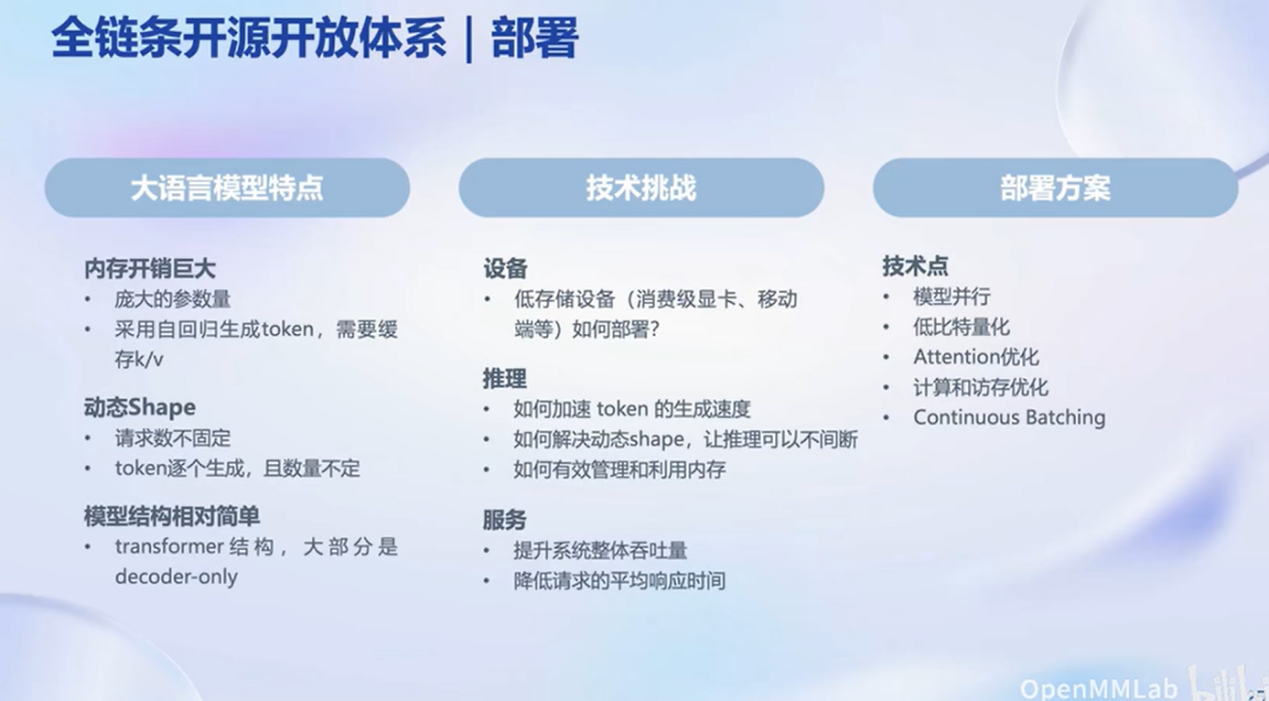 全链条开源开放体系 | 部署
大语言模型特点
内存开销巨大
• 庞大的参数量
• 采用自回归生成token，需要缓
存k/v
动态Shape
• 请求数不固定
• token逐个生成，且数量不定
模型结构相对简单
• transformer 结构，大部分是
decoder-only
技术挑战
设备
• 低存储设备（消费级显卡、移动
端等）如何部署？
推理
• 如何加速 token 的生成速度
• 如何解决动态shape，让推理可以不间断
• 如何有效管理和利用内存
服务
• 提升系统整体吞吐量
• 降低请求的平均响应时间
部署方案
技术点
• 模型并行
• 低比特量化
• Attention优化
• 计算和访存优化
• Continuous Batching
OpenMMLab